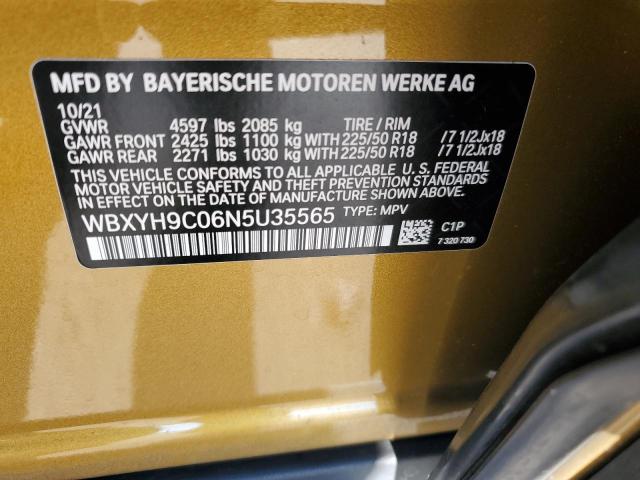 MFD BY BAYERISCHE MOTOREN WERKE AG
10/21
GVWR 4597 lbs 2085 kg TIRE / RIM
GAWR FRONT 2425 lbs 1100 kg WITH 225/50 R18 /7 1/2Jx18
GAWR REAR 2271 lbs 1030 kg WITH 225/50 R18 /7 1/2Jx18
THIS VEHICLE CONFORMS TO ALL APPLICABLE U. S. FEDERAL
MOTOR VEHICLE SAFETY AND THEFT PREVENTION STANDARDS
IN EFFECT ON THE DATE OF MANUFACTURE SHOWN ABOVE.
WBXYH9C06N5U35565 TYPE: MPV
C1P
7 320 730